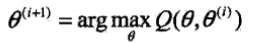 θ^{(i+1)} = arg max_θ Q(θ, θ^{(i)})